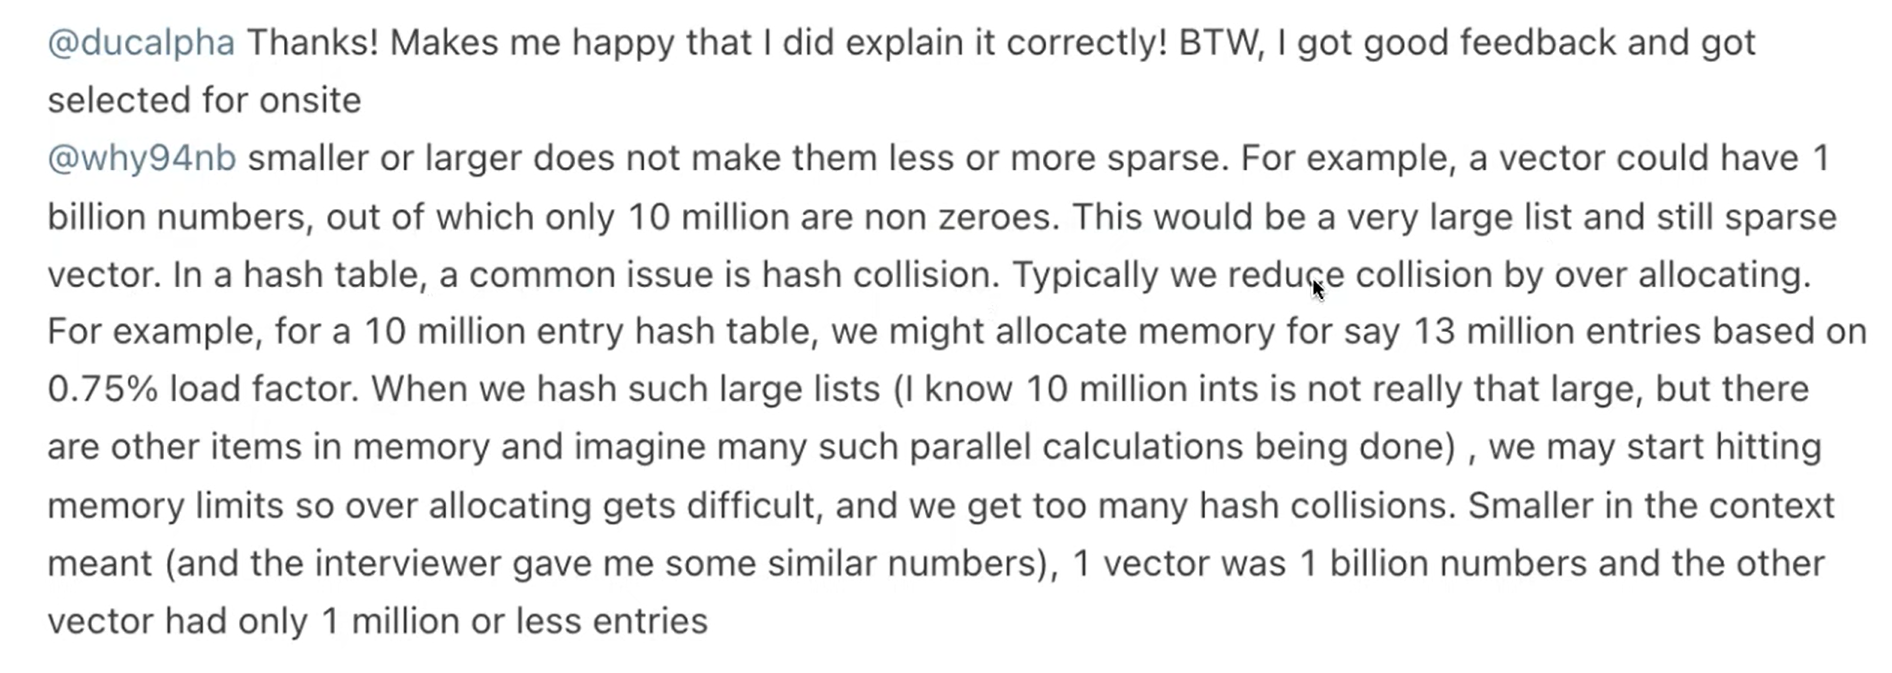 @ducalpha Thanks! Makes me happy that I did explain it correctly! BTW, I got good feedback and got
selected for onsite
@why94nb smaller or larger does not make them less or more sparse. For example, a vector could have 1
billion numbers, out of which only 10 million are non zeroes. This would be a very large list and still sparse
vector. In a hash table, a common issue is hash collision. Typically we reduce collision by over allocating.
For example, for a 10 million entry hash table, we might allocate memory for say 13 million entries based on
0.75% load factor. When we hash such large lists (I know 10 million ints is not really that large, but there
are other items in memory and imagine many such parallel calculations being done) , we may start hitting
memory limits so over allocating gets difficult, and we get too many hash collisions. Smaller in the context
meant (and the interviewer gave me some similar numbers), 1 vector was 1 billion numbers and the other
vector had only 1 million or less entries